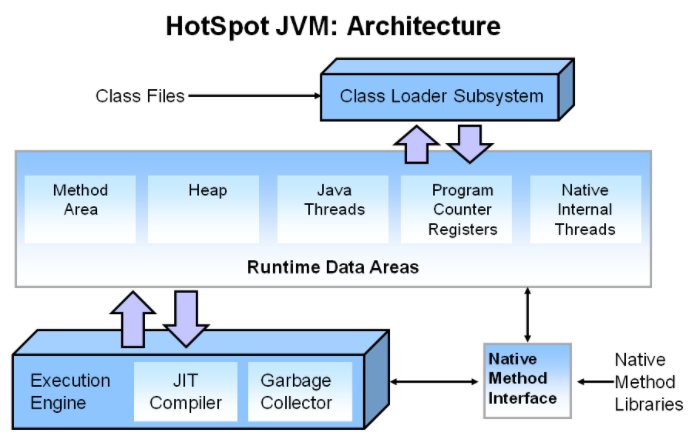 HotSpot JVM: Architecture
Class Files
Class Loader Subsystem
Method
Area
Heap
Java
Threads
Program
Counter
Registers
Native
Internal
Threads
Runtime Data Areas
Execution
Engine
JIT
Compiler
Garbage
Collector
Native
Method
Interface
Native
Method
Libraries